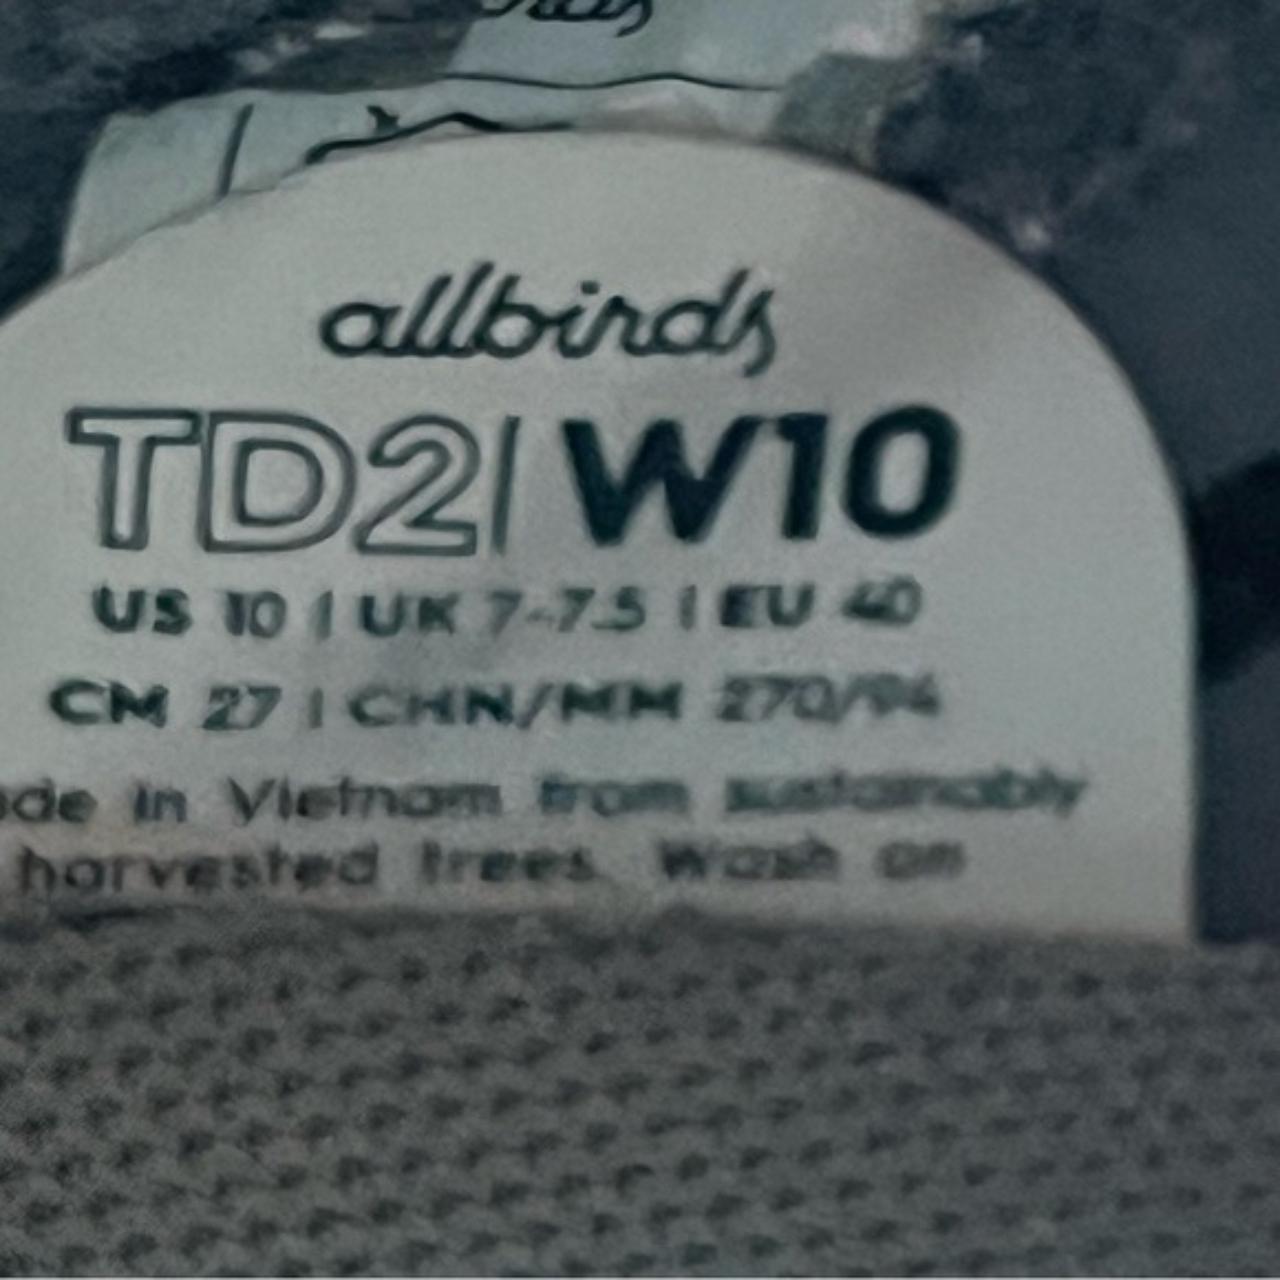 allbirds
TD2| W10
US 10 | UK 7-7.5 | EU 40
CM 27 | CHN/MM 270/94
ade in Vietnam from sustainably
harvested trees. Wash on